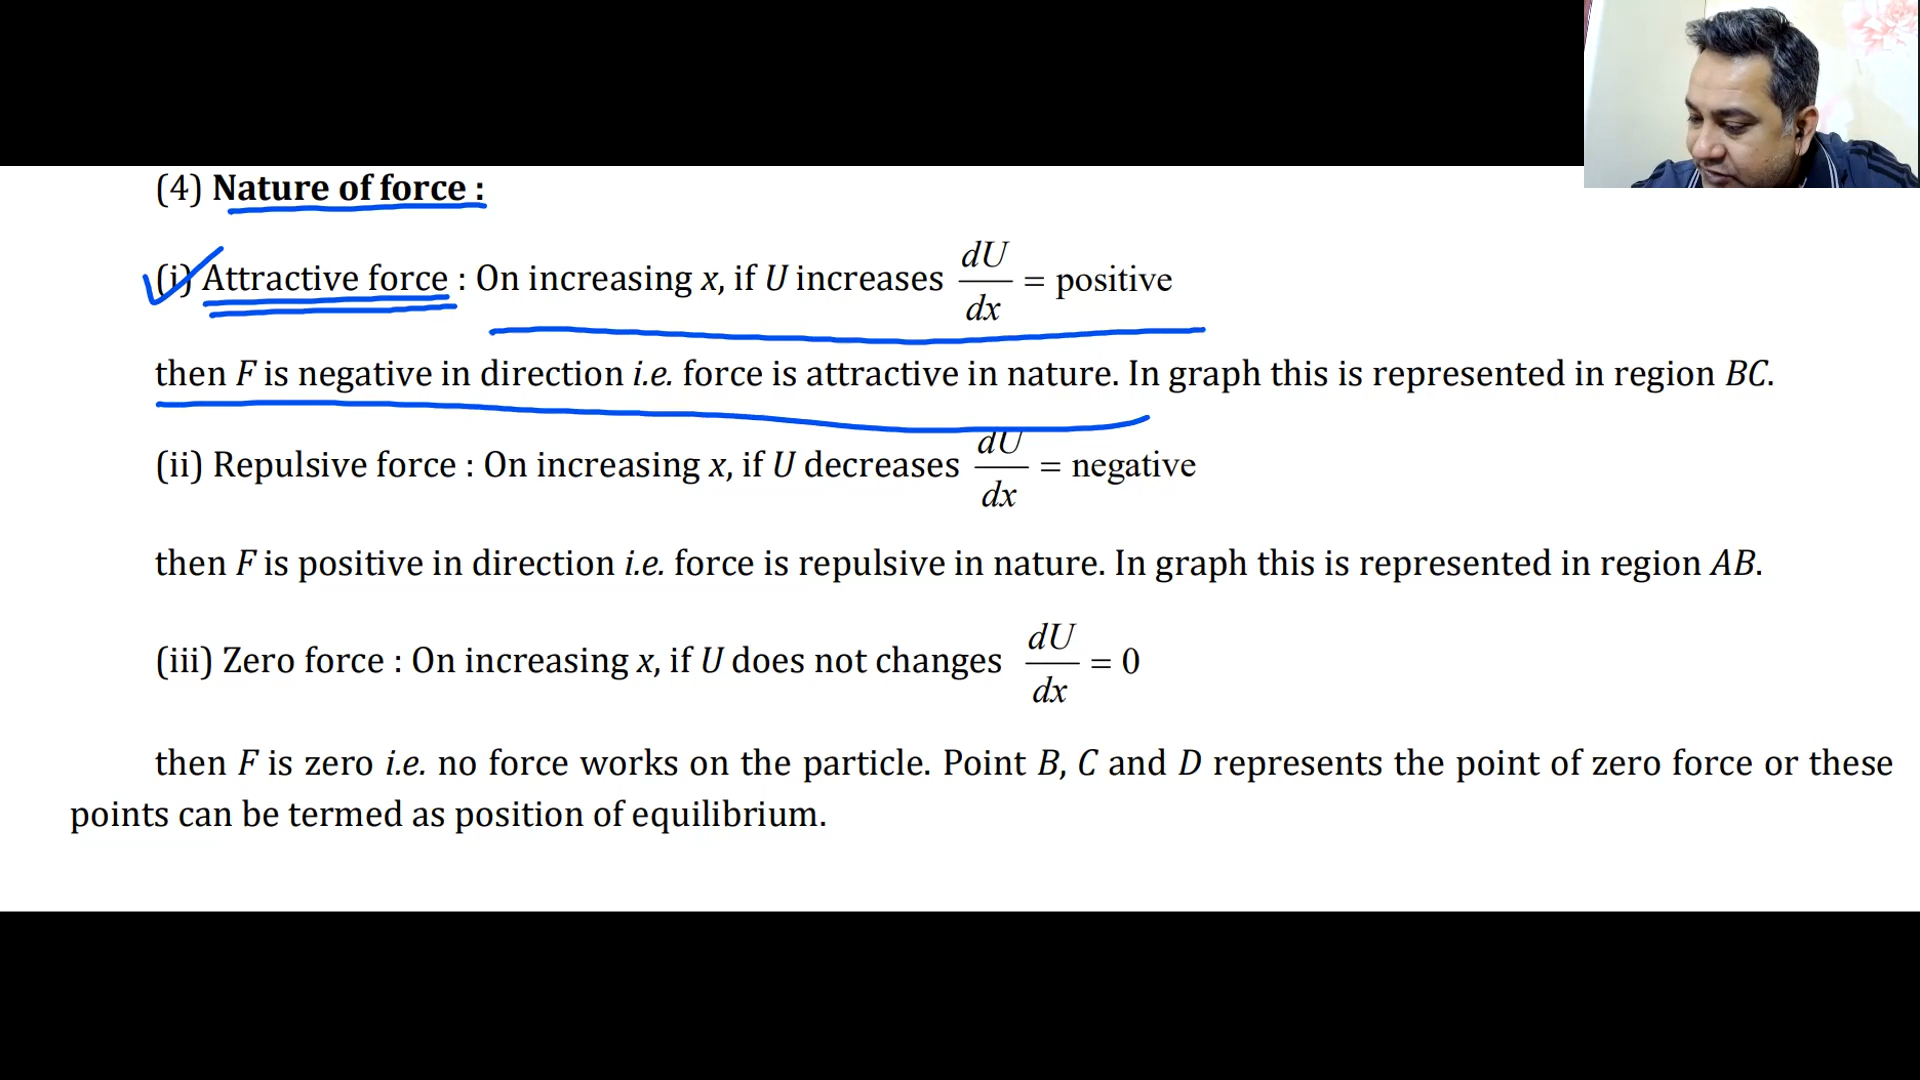 (4) Nature of force :
(i) Attractive force : On increasing x, if U increases dU/dx = positive
then F is negative in direction i.e. force is attractive in nature. In graph this is represented in region BC.
(ii) Repulsive force : On increasing x, if U decreases dU/dx = negative
then F is positive in direction i.e. force is repulsive in nature. In graph this is represented in region AB.
(iii) Zero force : On increasing x, if U does not changes dU/dx = 0
then F is zero i.e. no force works on the particle. Point B, C and D represents the point of zero force or these
points can be termed as position of equilibrium.